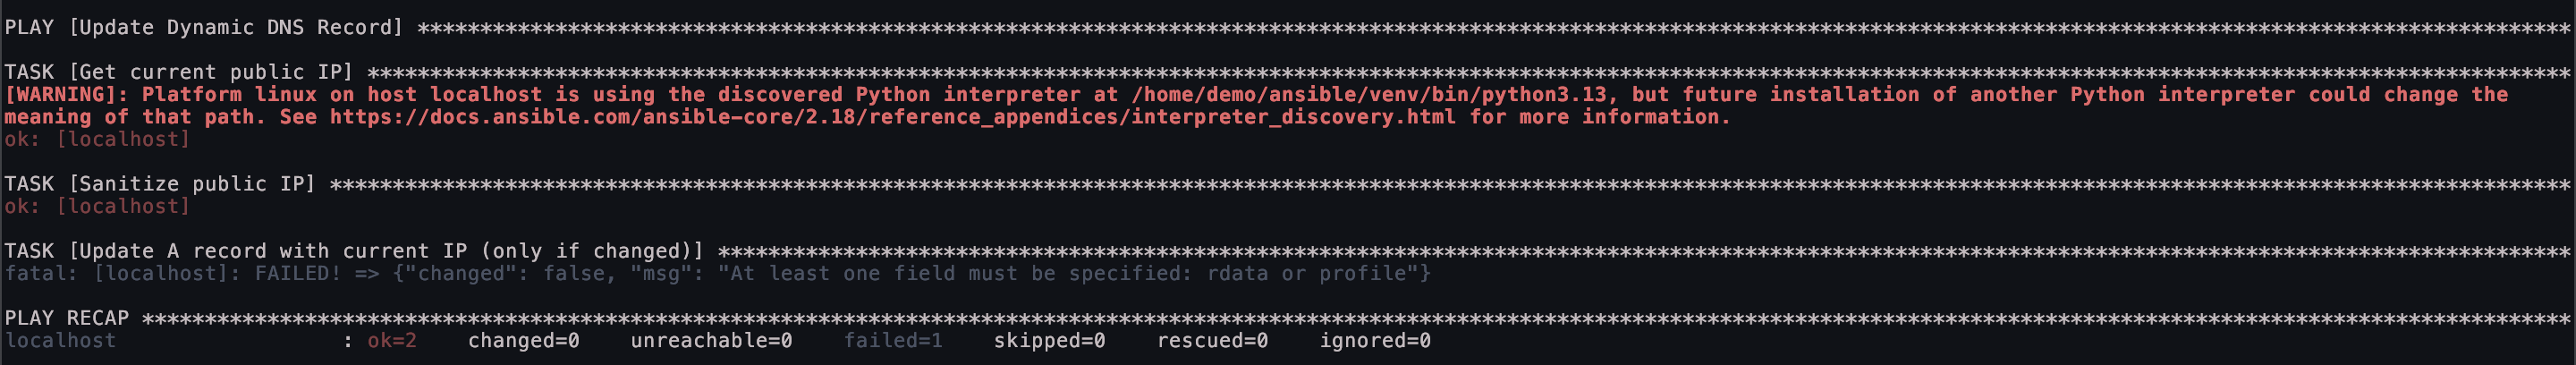 PLAY [Update Dynamic DNS Record] ****************************************************************************************************************************************************************************
TASK [Get current public IP] ********************************************************************************************************************************************************************************
[WARNING]: Platform linux on host localhost is using the discovered Python interpreter at /home/demo/ansible/venv/bin/python3.13, but future installation of another Python interpreter could change the
meaning of that path. See https://docs.ansible.com/ansible-core/2.18/reference_appendices/interpreter_discovery.html for more information.
ok: [localhost]
TASK [Sanitize public IP] ***********************************************************************************************************************************************************************************
ok: [localhost]
TASK [Update A record with current IP (only if changed)] ****************************************************************************************************************************************************
fatal: [localhost]: FAILED! => {"changed": false, "msg": "At least one field must be specified: rdata or profile"}
PLAY RECAP **************************************************************************************************************************************************************************************************
localhost                  : ok=2    changed=0    unreachable=0    failed=1    skipped=0    rescued=0    ignored=0